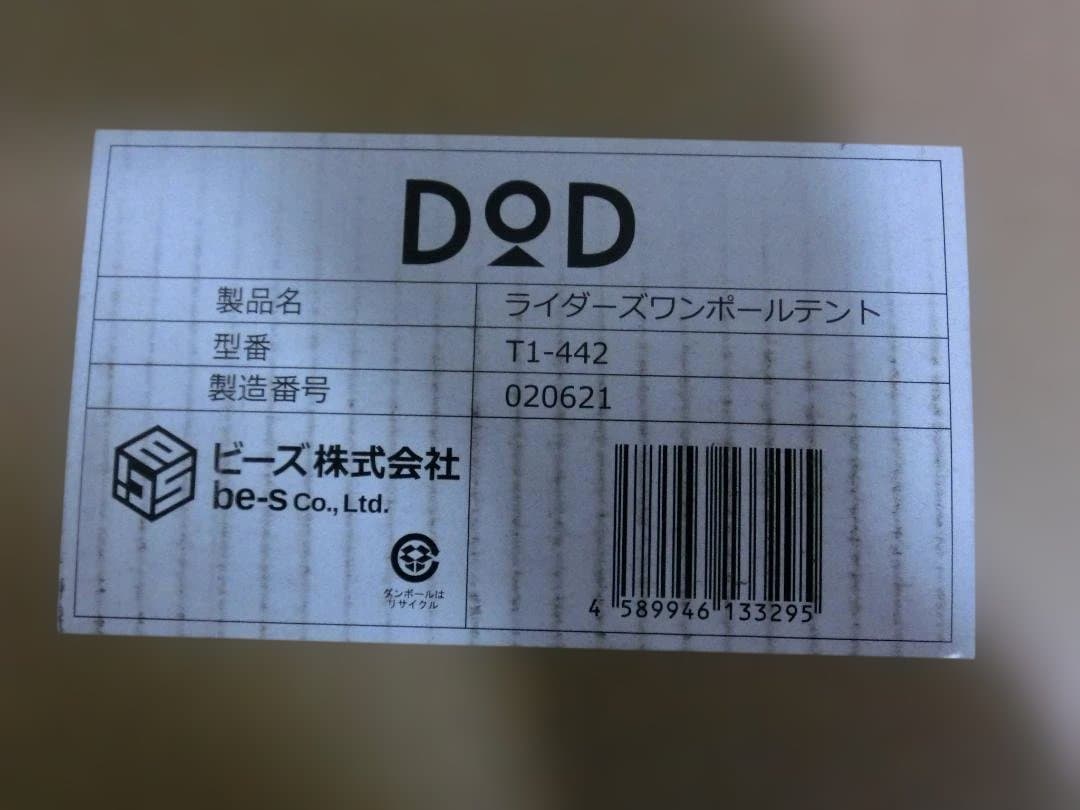 DOD
製品名 ライダーズワンポールテント
型番 T1-442
製造番号 020621
ビーズ株式会社
be-s Co., Ltd.
ダンボールは
リサイクル
4 589946 133295